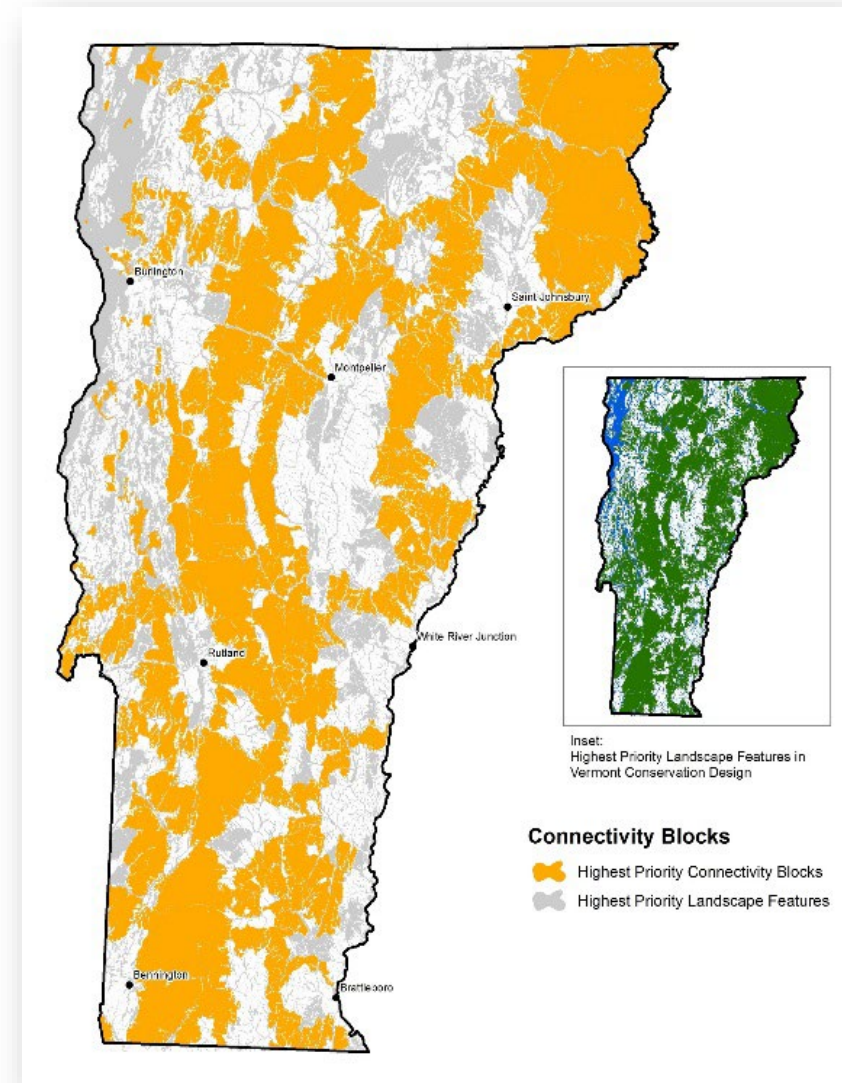 Burlington
Saint Johnsbury
Montpelier
White River Junction
Rutland
Inset:
Highest Priority Landscape Features in
Vermont Conservation Design
Connectivity Blocks
Highest Priority Connectivity Blocks
Highest Priority Landscape Features
Bennington
Brattleboro